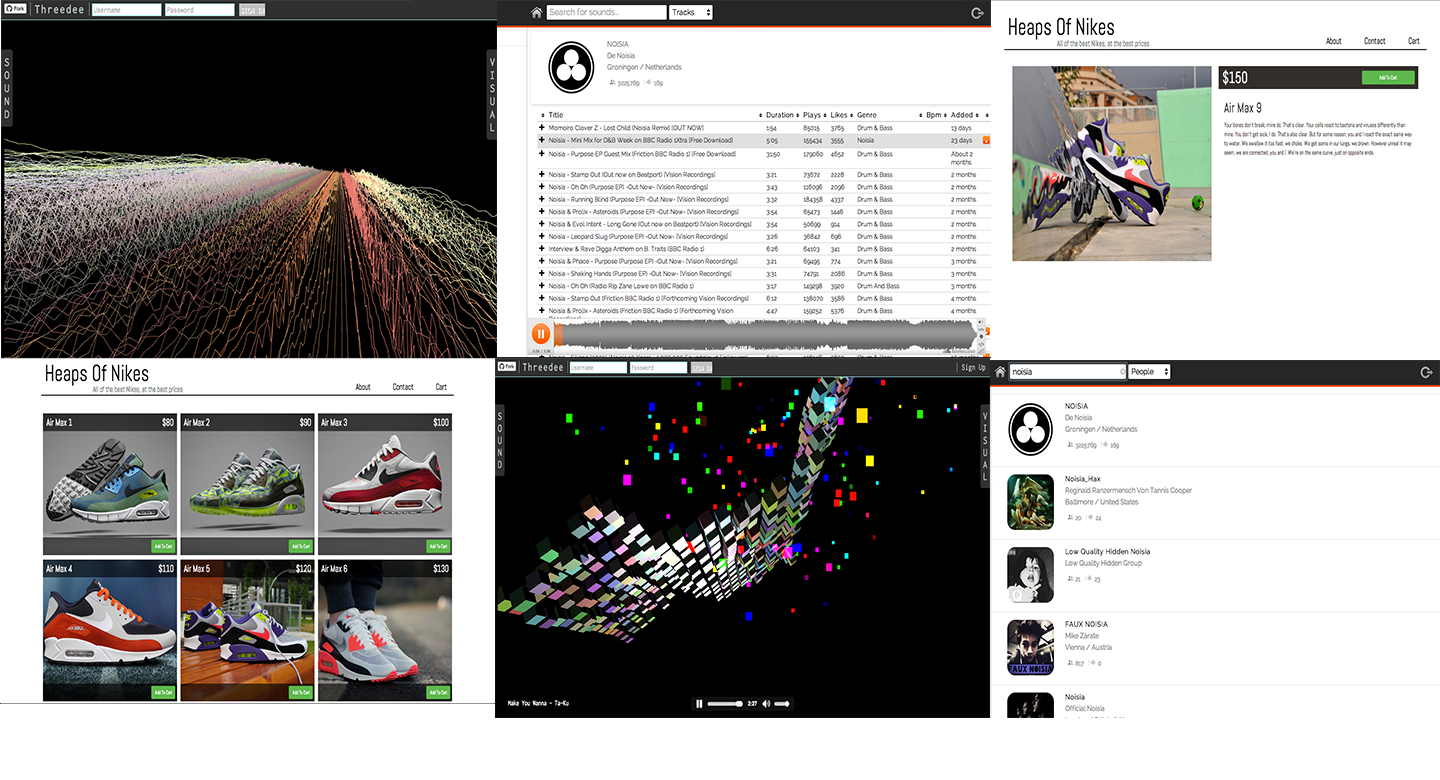 Fork Threedee Username Password sign in
SOUND
VISUAL
Search for sounds... Tracks
NOISIA
De Noisia
Groningen / Netherlands
3225769 169
Title Duration Plays Likes Genre Bpm Added
Momoiro Clover Z - Lost Child (Noisia Remix) [OUT NOW] 1:54 85015 3765 Drum & Bass 13 days
Noisia - Mini Mix for D&B Week on BBC Radio 1Xtra [Free Download] 5:05 155434 3555 Noisia 23 days
Noisia - Purpose EP Guest Mix (Friction BBC Radio 1) [Free Download] 31:50 179060 4652 Drum & Bass About 2
months
Noisia - Stamp Out (Out now on Beatport) [Vision Recordings] 3:21 73672 2228 Drum & Bass 2 months
Noisia - Oh Oh (Purpose EP) -Out Now- [Vision Recordings] 3:43 116096 2096 Drum & Bass 2 months
Noisia - Running Blind (Purpose EP) -Out Now- [Vision Recordings] 3:32 184358 4337 Drum & Bass 2 months
Noisia & Prolix - Asteroids (Purpose EP) -Out Now- [Vision Recordings] 3:54 65473 1446 Drum & Bass 2 months
Noisia & Evol Intent - Long Gone (Out now on Beatport) [Vision Recordings] 3:54 50699 914 Drum & Bass 2 months
Noisia - Leopard Slug (Purpose EP) -Out Now- [Vision Recordings] 3:26 36842 696 Drum & Bass 2 months
Interview & Rave Digga Anthem on B. Traits (BBC Radio 1) 6:26 64103 341 Drum & Bass 2 months
Noisia & Phace - Purpose (Purpose EP) -Out Now- [Vision Recordings] 3:21 69495 774 Drum & Bass 3 months
Noisia - Shaking Hands (Purpose EP) -Out Now- [Vision Recordings] 3:31 74791 2086 Drum & Bass 3 months
Noisia - Oh Oh (Radio Rip Zane Lowe on BBC Radio 1) 3:17 149298 3920 Drum And Bass 3 months
Noisia - Stamp Out (Friction BBC Radio 1) [Forthcoming Vision Recordings] 6:12 138070 3586 Drum & Bass 4 months
Noisia & Prolix - Asteroids (Friction BBC Radio 1) [Forthcoming Vision 4:47 159252 5376 Drum & Bass 4 months
Heaps Of Nikes
All of the best Nikes, at the best prices
About Contact Cart
$150 Add To Cart
Air Max 9
Your bones don't break, mine do. That's clear. Your cells react to bacteria and viruses differently than
mine. You don't get sick, I do. That's also clear. But for some reason, you and I react the exact same way
to water. We swallow it too fast, we choke. We get some in our lungs, we drown. However unreal it may
seem, we are connected, you and I. We're on the same curve, just on opposite ends.
Heaps Of Nikes
All of the best Nikes, at the best prices
About Contact Cart
Air Max 1 $80
Air Max 2 $90
Air Max 3 $100
Add To Cart
Add To Cart
Add To Cart
Air Max 4 $110
Air Max 5 $120
Air Max 6 $130
Add To Cart
Add To Cart
Add To Cart
Fork Threedee Username Password sign in Sign Up
SOUND
VISUAL
Make You Wanna - Ta-Ku 2:27
noisia People
NOISIA
De Noisia
Groningen / Netherlands
3225769 169
Noisia_Hax
Reginald Ranzermensch Von Tannis Cooper
Baltimore / United States
20 24
Low Quality Hidden Noisia
Low Quality Hidden Group
21 23
FAUX NOISIA
Mike Zarate
Vienna / Austria
817 0
FAUX NOISIA
Noisia
Official Noisia